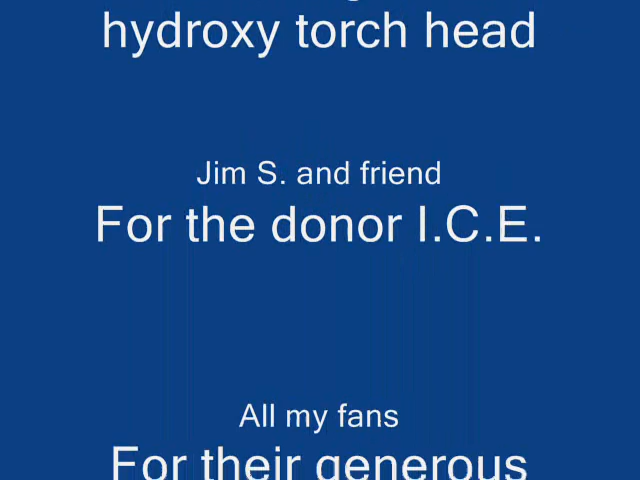 hydroxy torch head
Jim S. and friend
For the donor I.C.E.
All my fans
For their generous